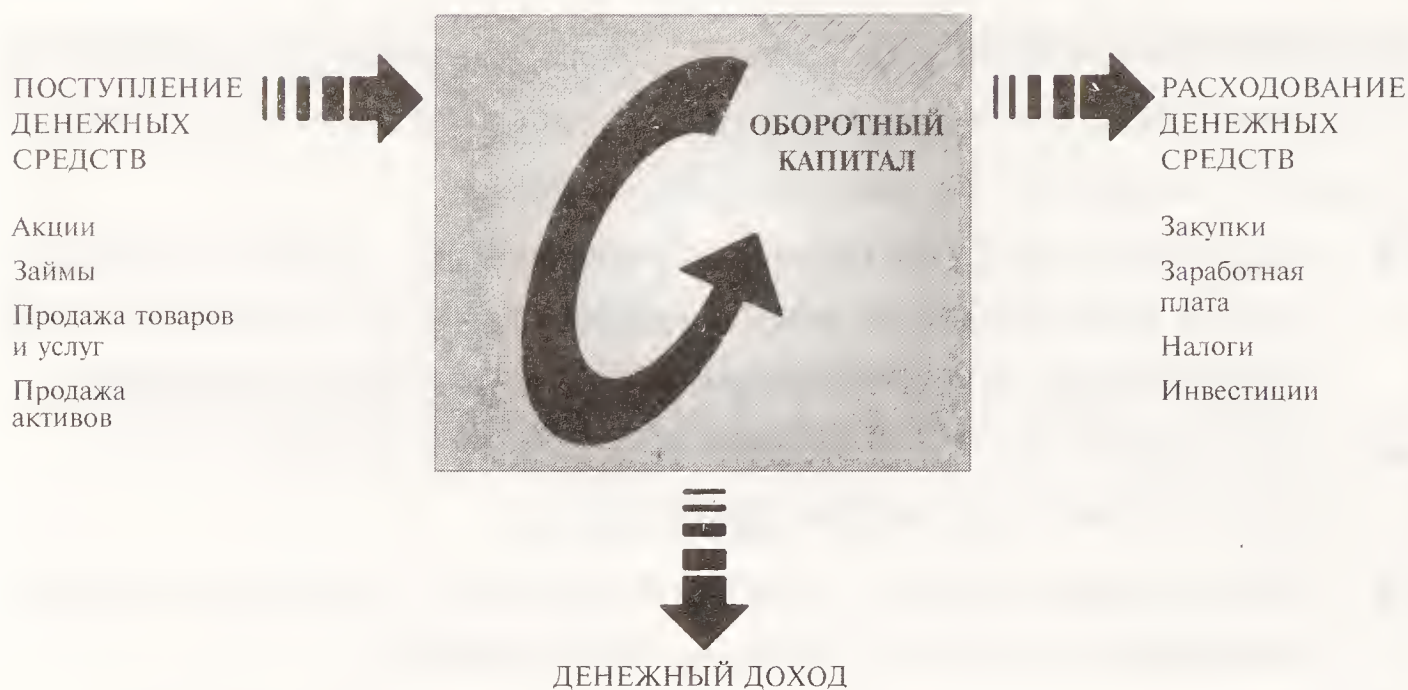 ПОСТУПЛЕНИЕ
ДЕНЕЖНЫХ
СРЕДСТВ
Акции
Займы
Продажа товаров
и услуг
Продажа
активов
ОБОРОТНЫЙ
КАПИТАЛ
РАСХОДОВАНИЕ
ДЕНЕЖНЫХ
СРЕДСТВ
Закупки
Заработная
плата
Налоги
Инвестиции
ДЕНЕЖНЫЙ ДОХОД